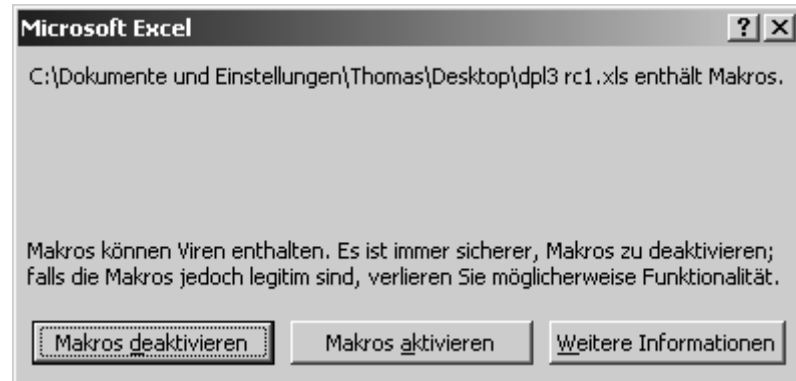 Microsoft Excel
C:\Dokumente und Einstellungen\Thomas\Desktop\dpl3 rc1.xls enthält Makros.
Makros können Viren enthalten. Es ist immer sicherer, Makros zu deaktivieren;
falls die Makros jedoch legitim sind, verlieren Sie möglicherweise Funktionalität.
Makros deaktivieren Makros aktivieren Weitere Informationen